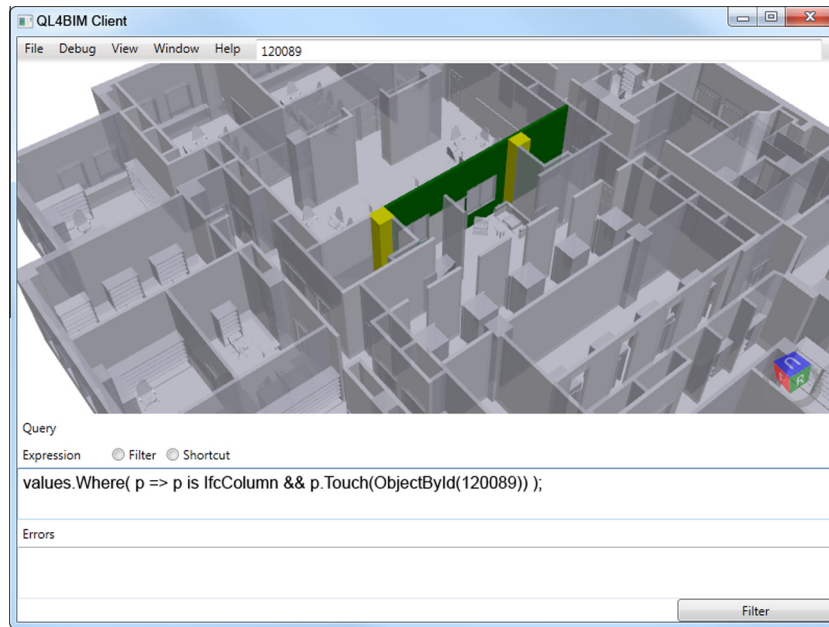 QL4BIM Client
File Debug View Window Help 120089
Query
Expression Filter Shortcut
values.Where( p => p is IfcColumn && p.Touch(ObjectById(120089)) );
Errors
Filter